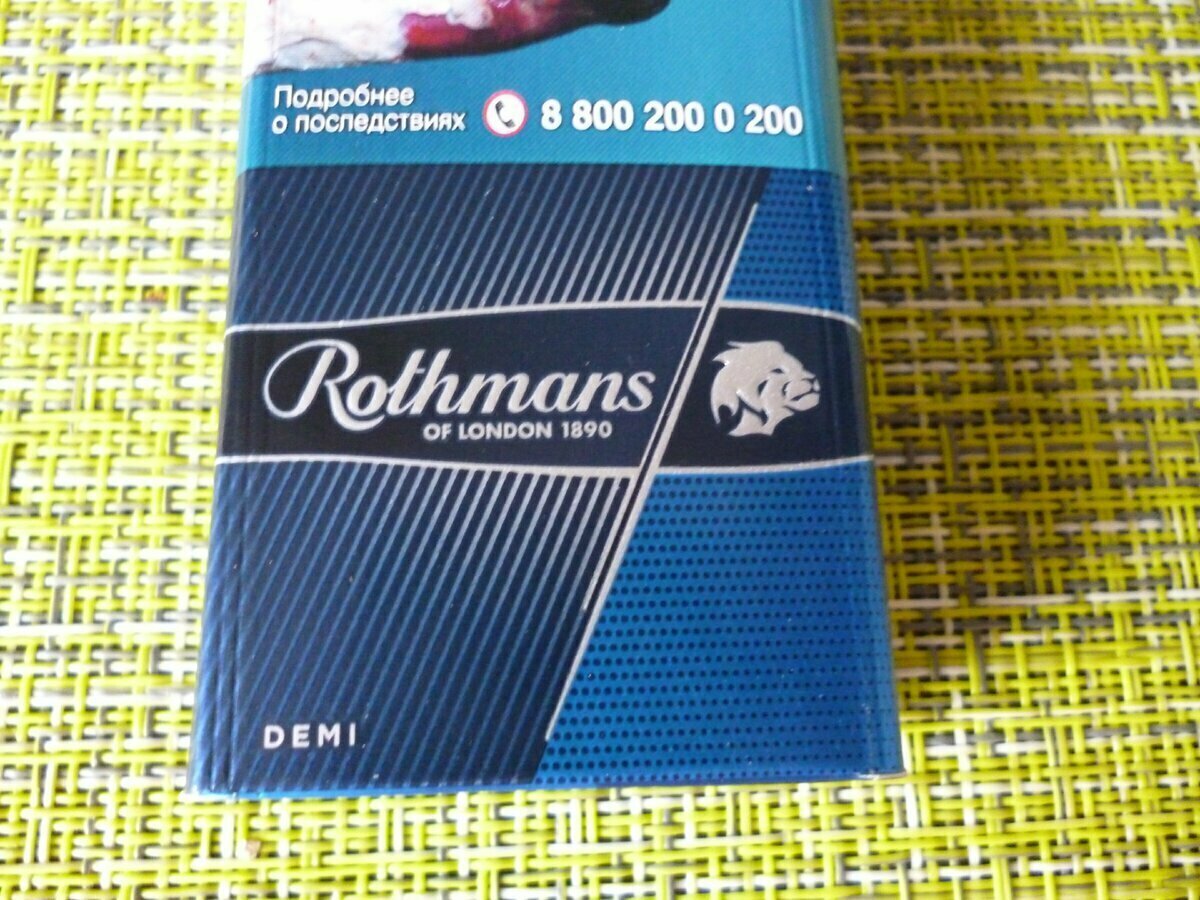 Подробнее
о последствиях
8 800 200 0 200
Rothmans
OF LONDON 1890
DEMI